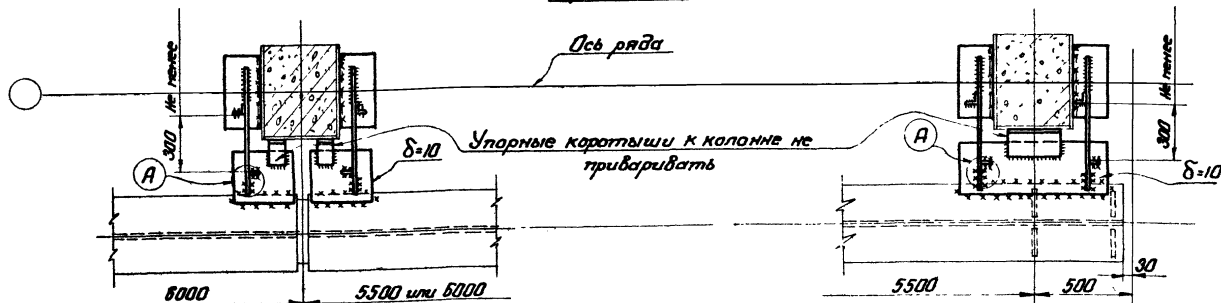 Ось ряда
Не менее
300
Не менее
300
А
А
δ=10
Упорные коротыши к колонне не
приваривать
δ=10
6000
5500 или 6000
5500
500
30